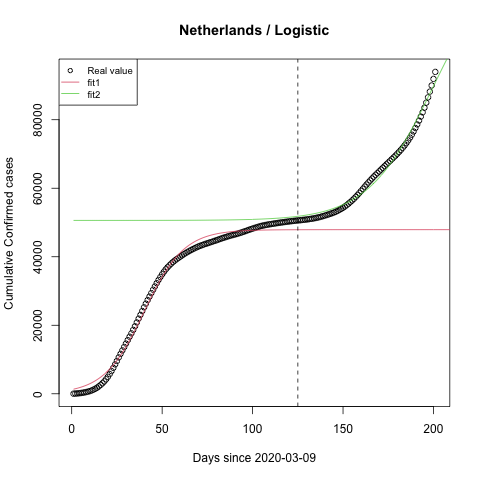 Netherlands / Logistic
Real value
fit1
fit2
Cumulative Confirmed cases
80000
60000
40000
20000
0
0 50 100 150 200
Days since 2020-03-09